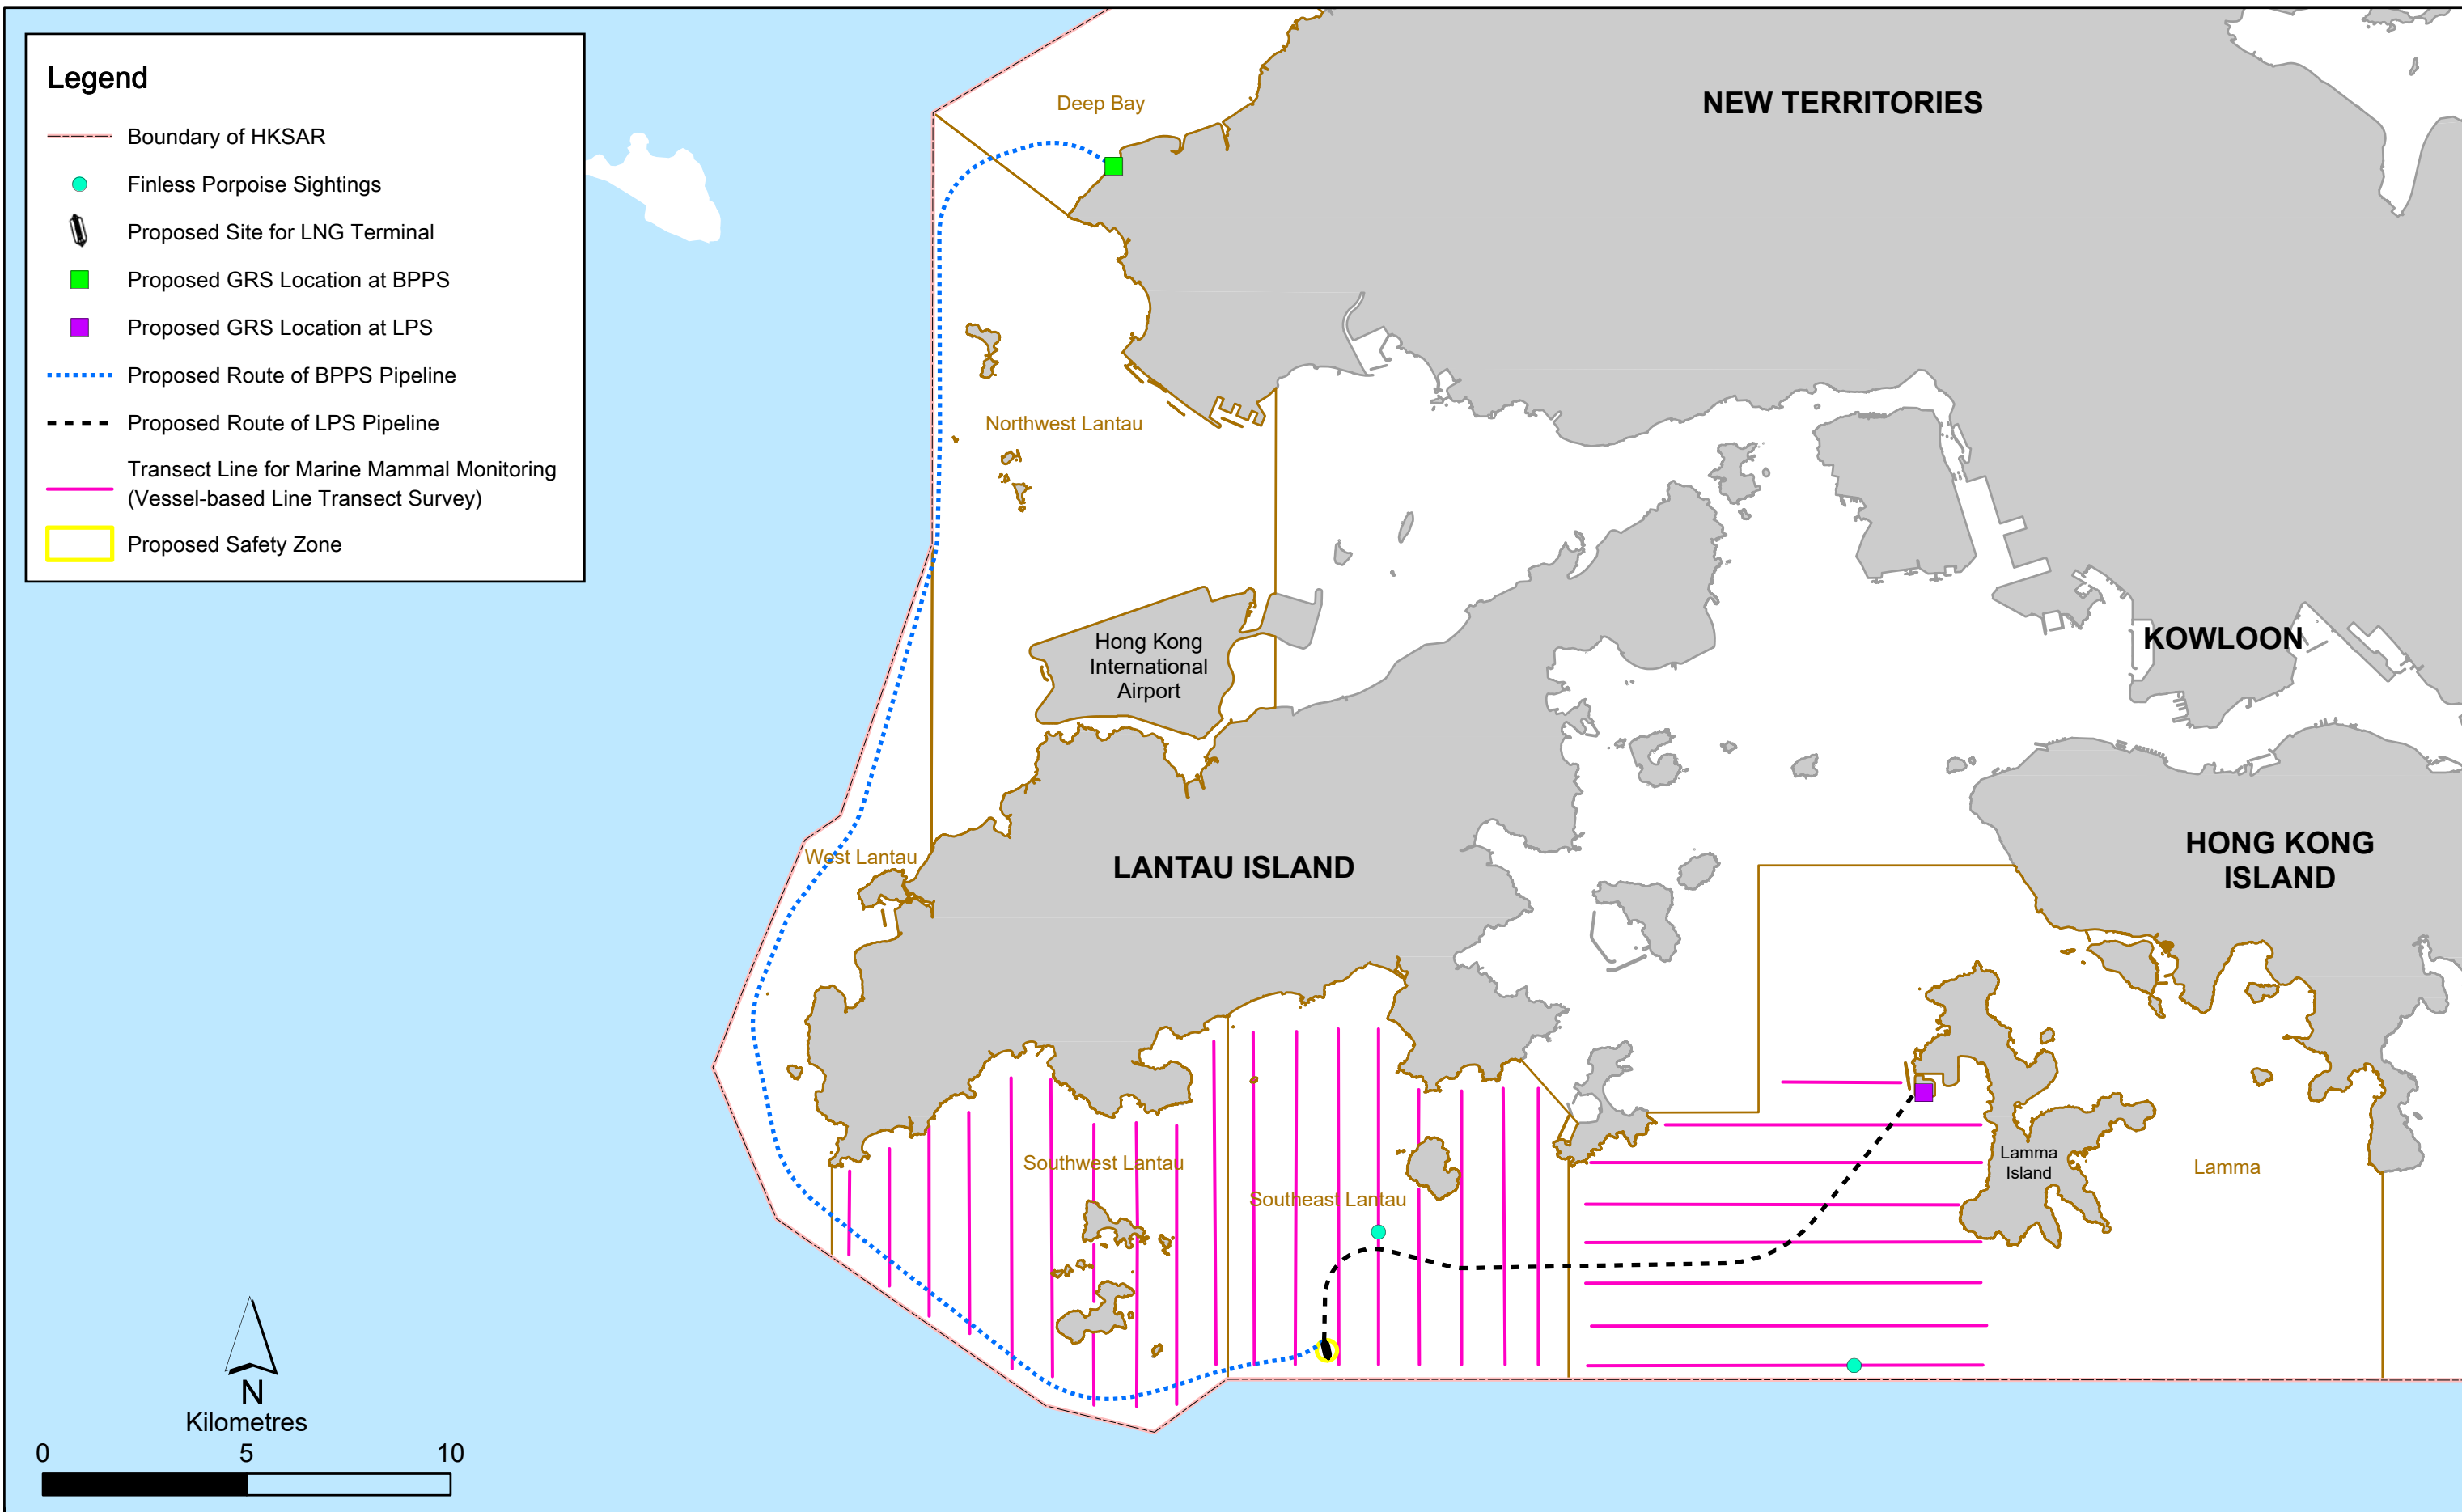 Legend
Boundary of HKSAR
Finless Porpoise Sightings
Proposed Site for LNG Terminal
Proposed GRS Location at BPPS
Proposed GRS Location at LPS
Proposed Route of BPPS Pipeline
Proposed Route of LPS Pipeline
Transect Line for Marine Mammal Monitoring
(Vessel-based Line Transect Survey)
Proposed Safety Zone
Deep Bay
NEW TERRITORIES
Northwest Lantau
Hong Kong
International
Airport
KOWLOON
West Lantau
LANTAU ISLAND
HONG KONG
ISLAND
Southwest Lantau
Southeast Lantau
Lamma
Island
Lamma
N
Kilometres
0 5 10